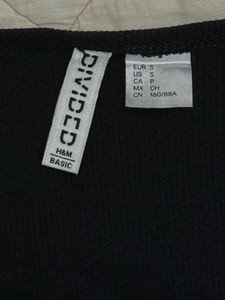 DIVIDED
H&M
BASIC
EUR S
US S
CA P
MX CH
CN 160/88A